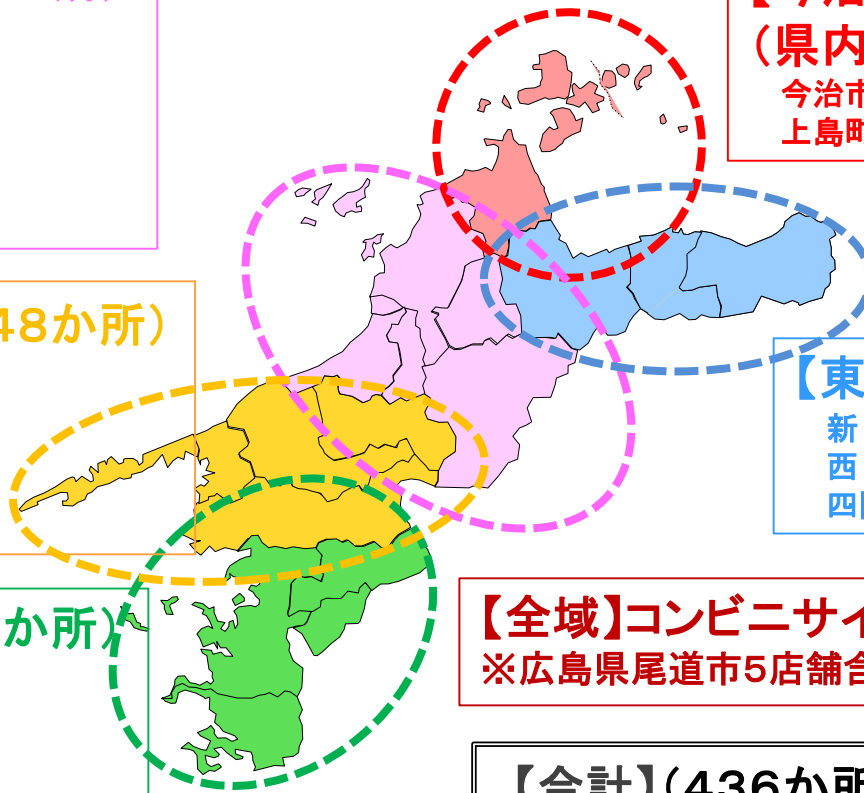 （県内
今治市
上島町
48か所）
【東
新
西
四
か所）
【全域】コンビニサイ
※広島県尾道市5店舗合
【合計】（436か所